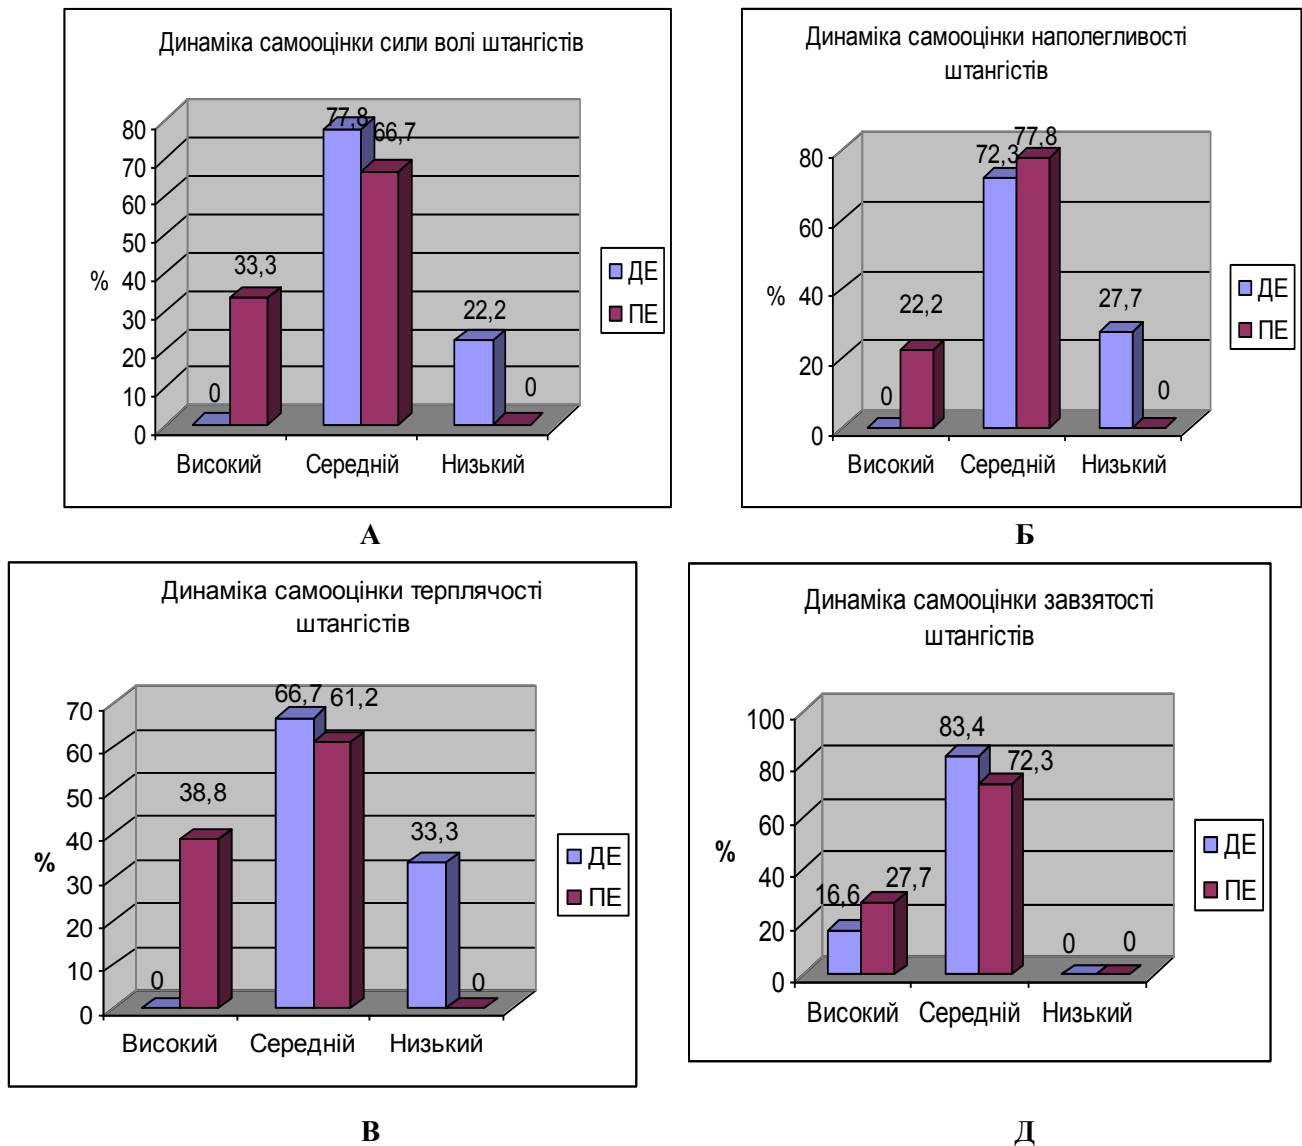 Динаміка самооцінки сили волі штангістів
80
70
60
50
40
30
20
10
0
%
0
33,3
77,8
66,7
22,2
0
Високий Середній Низький
ДЕ
ПЕ
А
Динаміка самооцінки наполегливості
штангістів
80
60
40
20
0
%
0
22,2
72,3
77,8
27,7
0
Високий Середній Низький
ДЕ
ПЕ
Б
Динаміка самооцінки терплячості
штангістів
70
60
50
40
30
20
10
0
%
0
38,8
66,7
61,2
33,3
0
Високий Середній Низький
ДЕ
ПЕ
В
Динаміка самооцінки завзятості
штангістів
100
80
60
40
20
0
%
16,6
27,7
83,4
72,3
0
0
Високий Середній Низький
ДЕ
ПЕ
Д